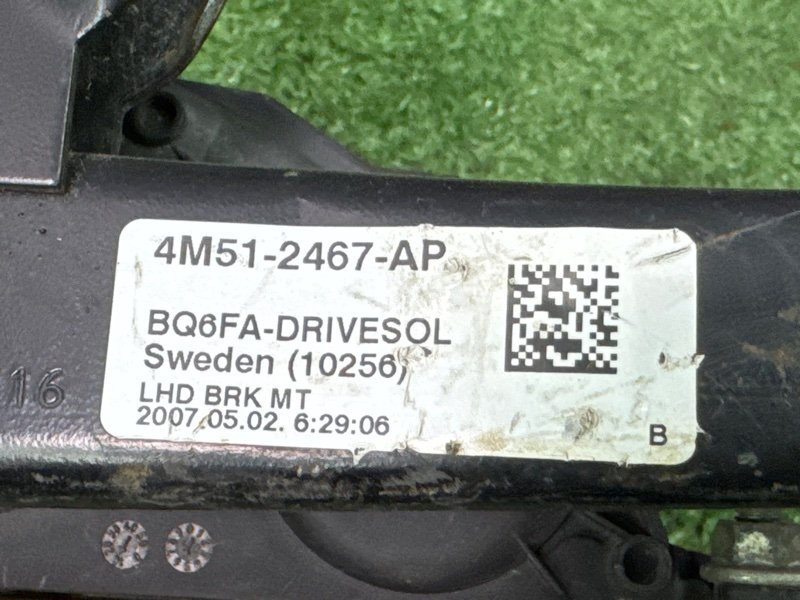 4M51-2467-AP
BQ6FA-DRIVESOL
Sweden (10256)
LHD BRK MT
2007.05.02. 6:29:06
B
16